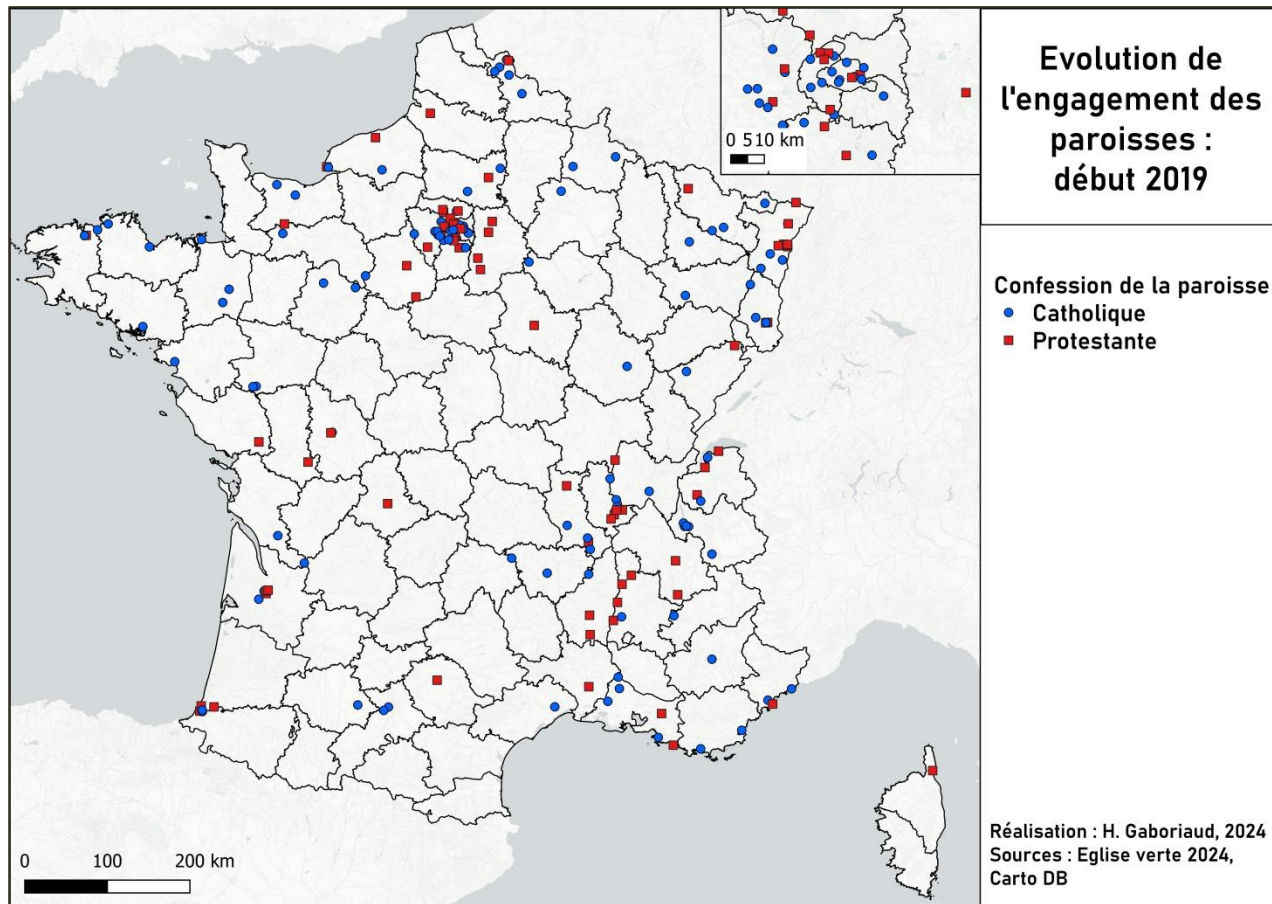 Evolution de
l'engagement des
paroisses :
début 2019
0 510 km
Confession de la paroisse
Catholique
Protestante
0 100 200 km
Réalisation : H. Gaboriaud, 2024
Sources : Eglise verte 2024,
Carto DB